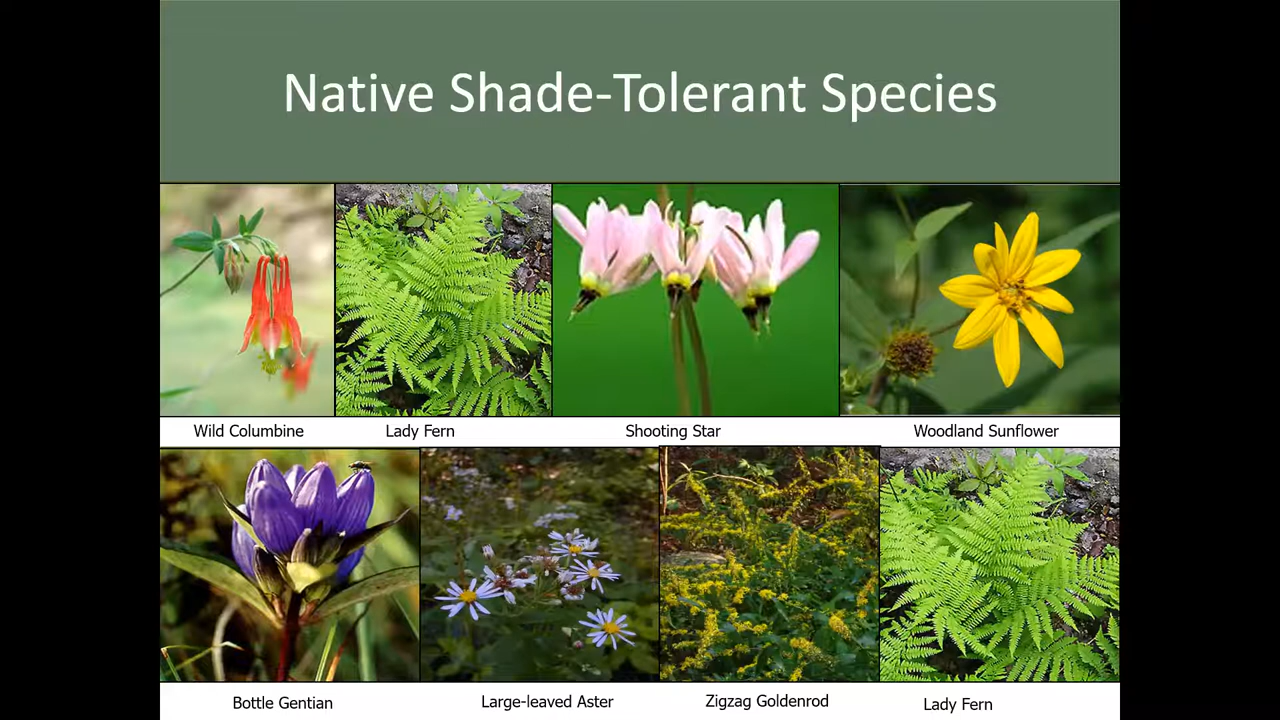 Native Shade-Tolerant Species
Wild Columbine
Lady Fern
Shooting Star
Woodland Sunflower
Bottle Gentian
Large-leaved Aster
Zigzag Goldenrod
Lady Fern